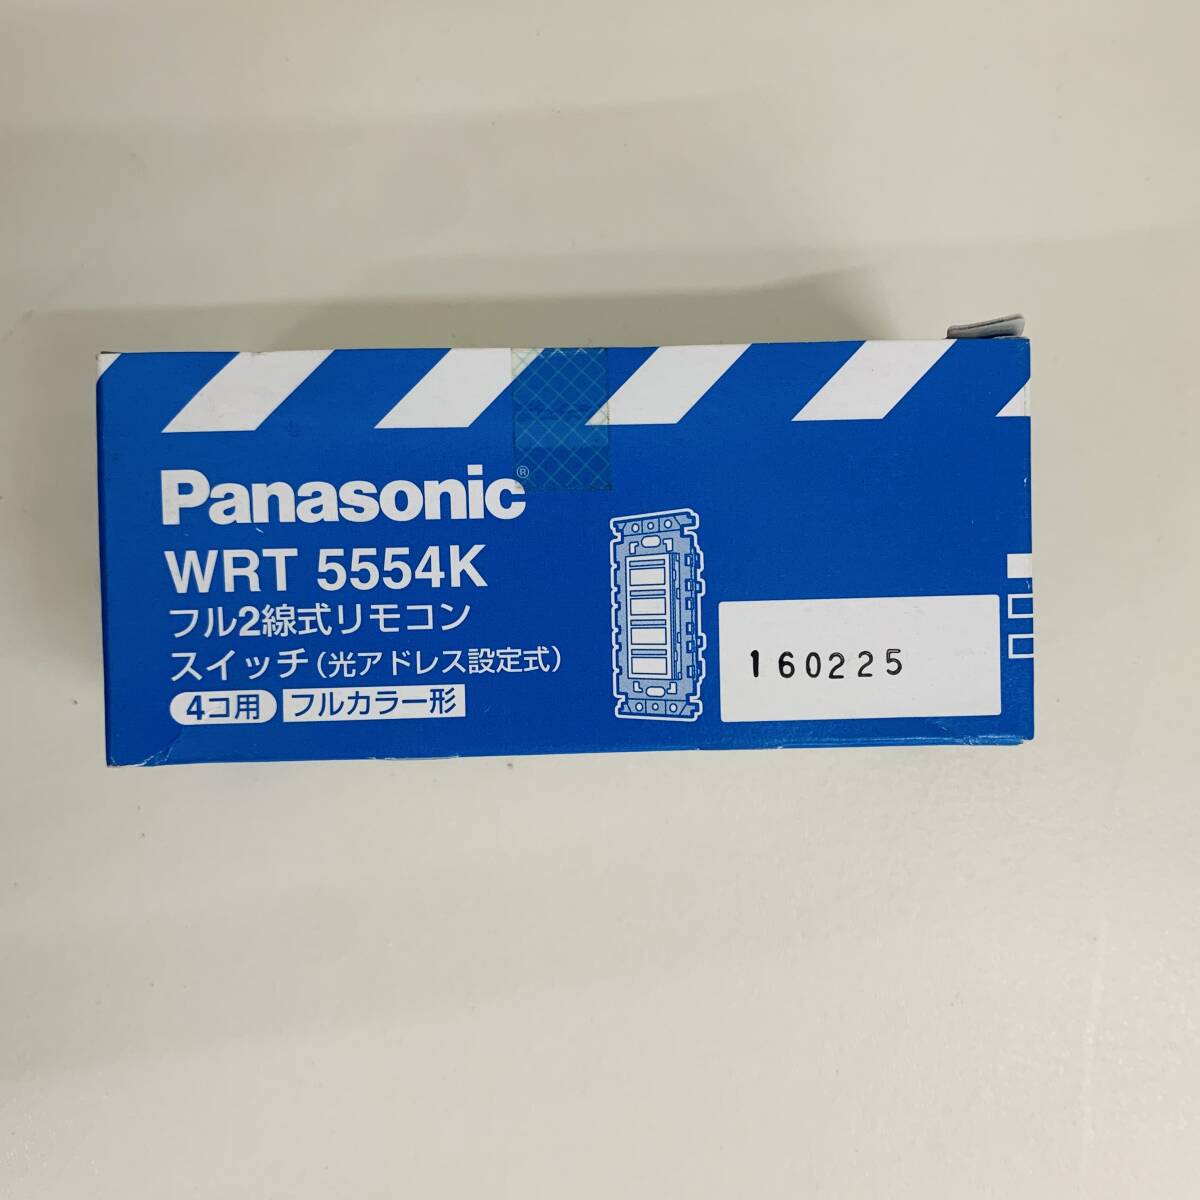 Panasonic®
WRT 5554K
フル2線式リモコン
スイッチ(光アドレス設定式)
4コ用 フルカラー形
160225